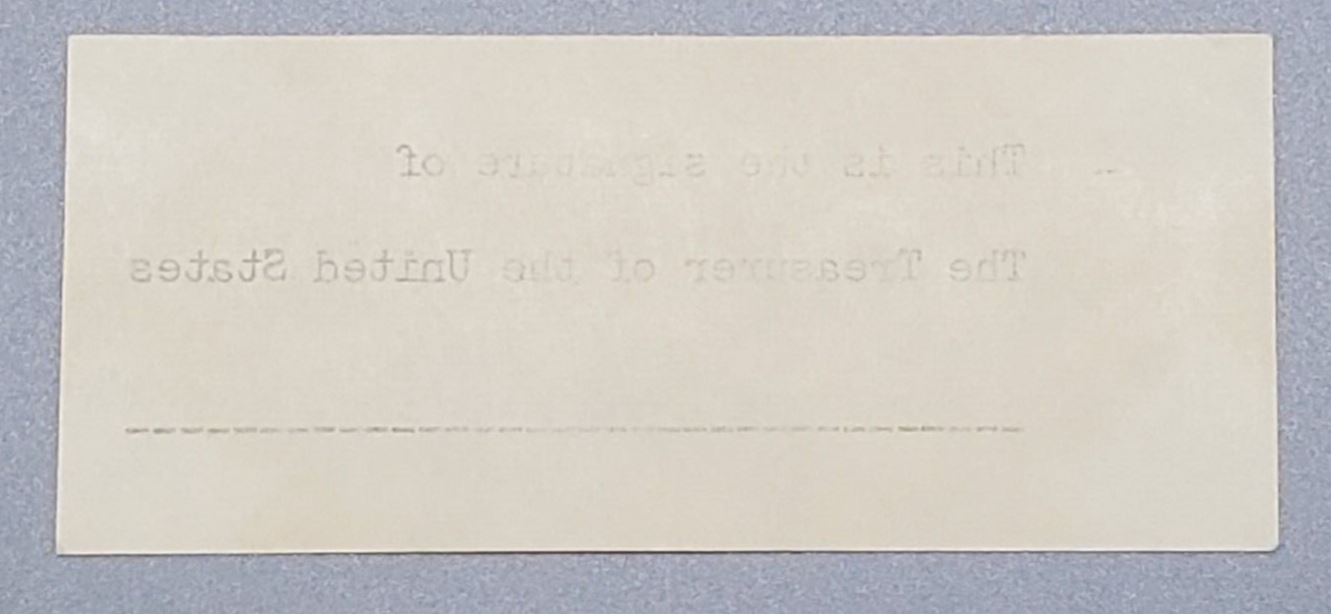 This is the signature of
The Treasurer of the United States